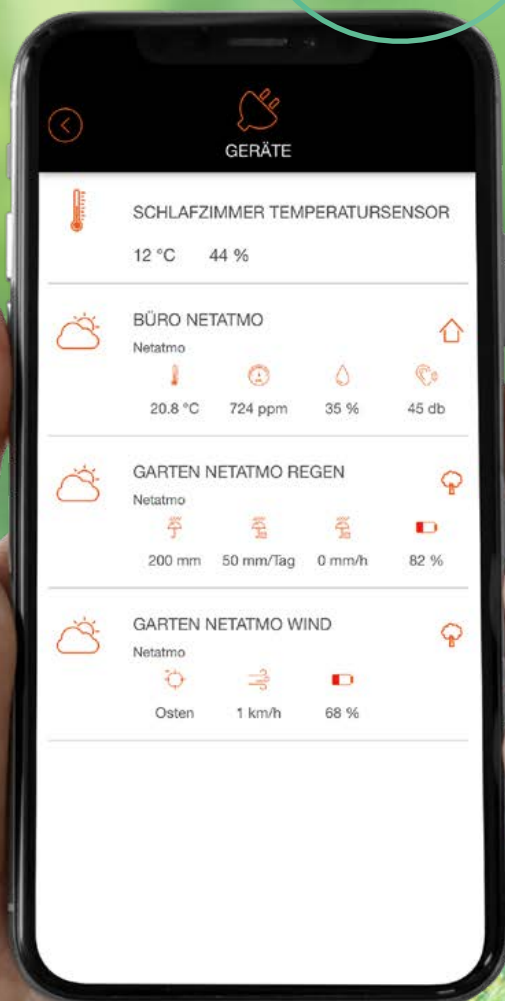 GERÄTE
SCHLAFZIMMER TEMPERATURSENSOR
12 °C 44 %
BÜRO NETATMO
Netatmo
20.8 °C 724 ppm 35 % 45 db
GARTEN NETATMO REGEN
Netatmo
200 mm 50 mm/Tag 0 mm/h 82 %
GARTEN NETATMO WIND
Netatmo
Osten 1 km/h 68 %